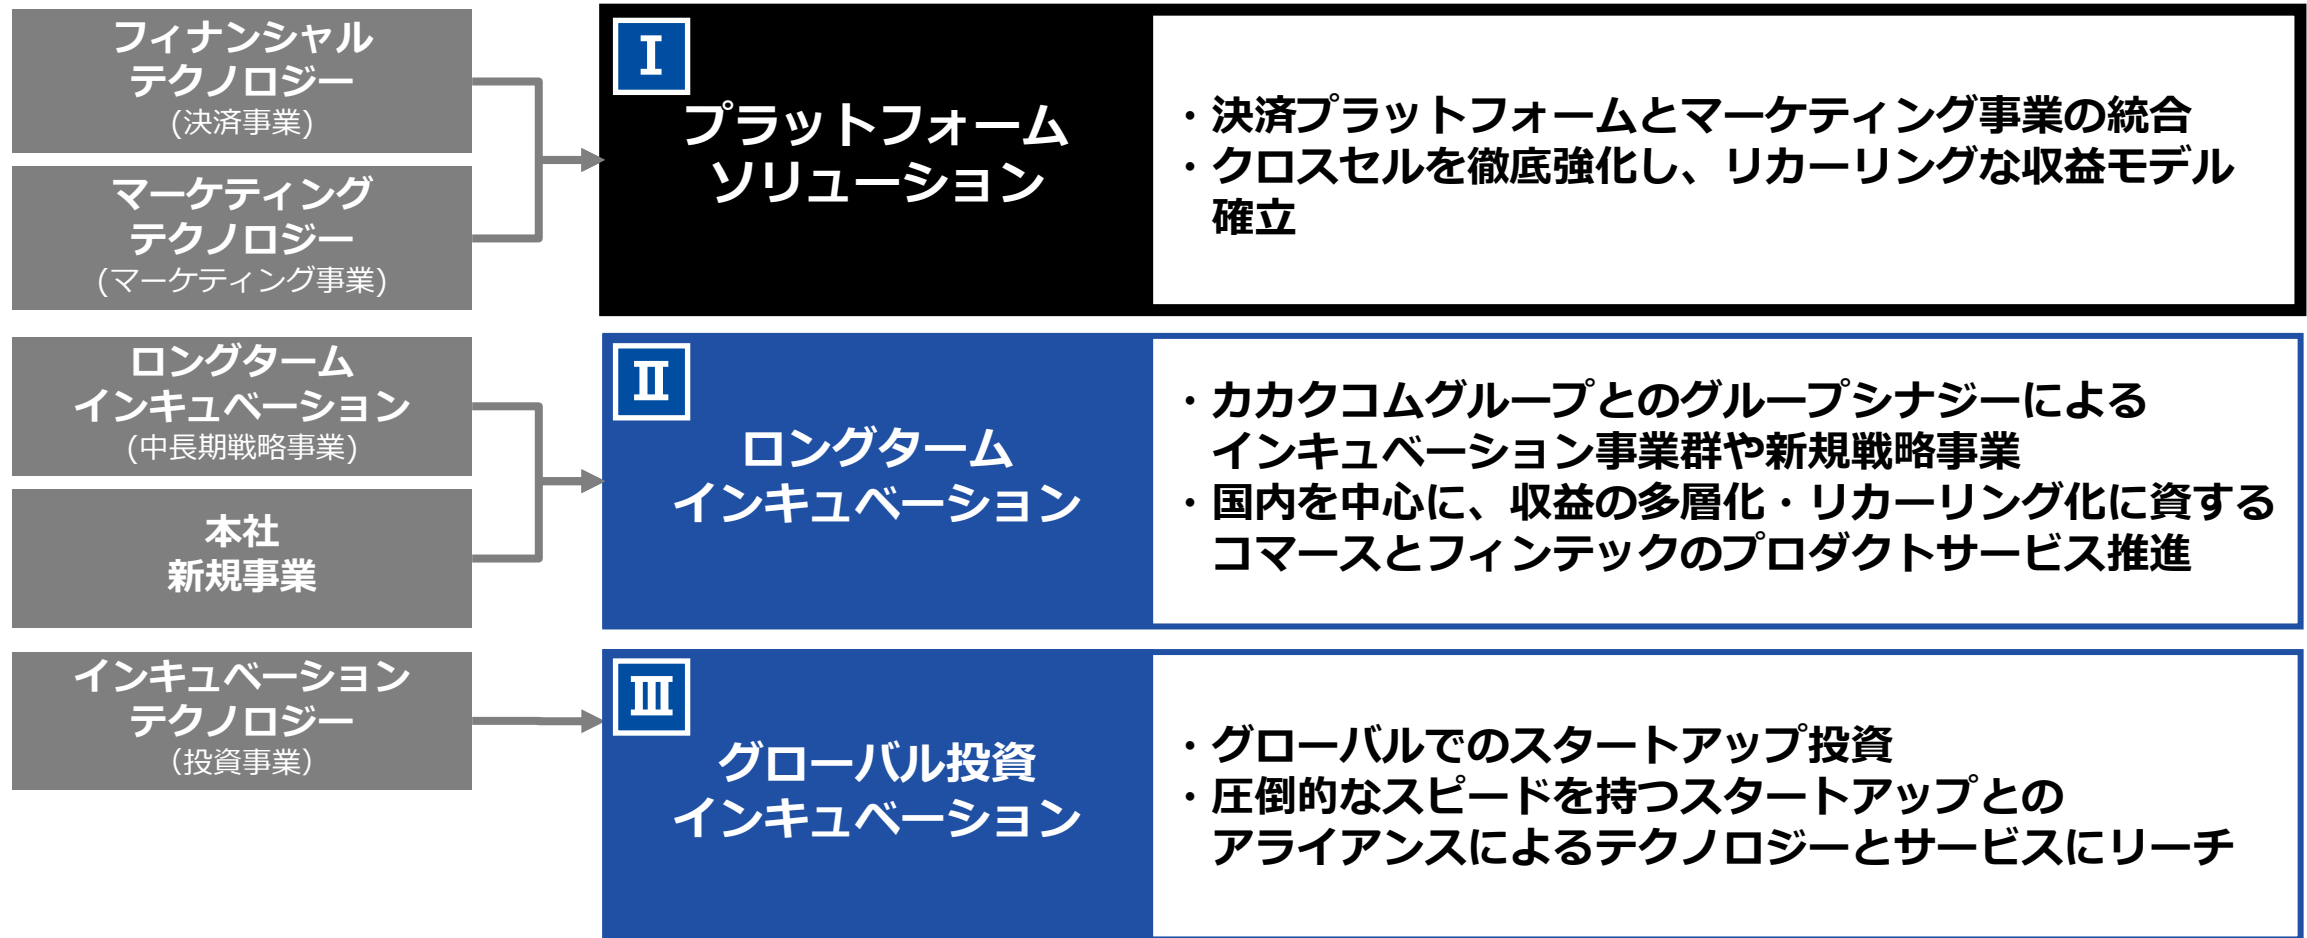 フィナンシャル
テクノロジー
(決済事業)
マーケティング
テクノロジー
(マーケティング事業)
I
プラットフォーム
ソリューション
・決済プラットフォームとマーケティング事業の統合
・クロスセルを徹底強化し、リカーリングな収益モデル
確立
ロングターム
インキュベーション
(中長期戦略事業)
本社
新規事業
II
ロングターム
インキュベーション
・カカクコムグループとのグループシナジーによる
インキュベーション事業群や新規戦略事業
・国内を中心に、収益の多層化・リカーリング化に資する
コマースとフィンテックのプロダクトサービス推進
インキュベーション
テクノロジー
（投資事業）
III
グローバル投資
インキュベーション
・グローバルでのスタートアップ投資
・圧倒的なスピードを持つスタートアップとの
アライアンスによるテクノロジーとサービスにリーチ